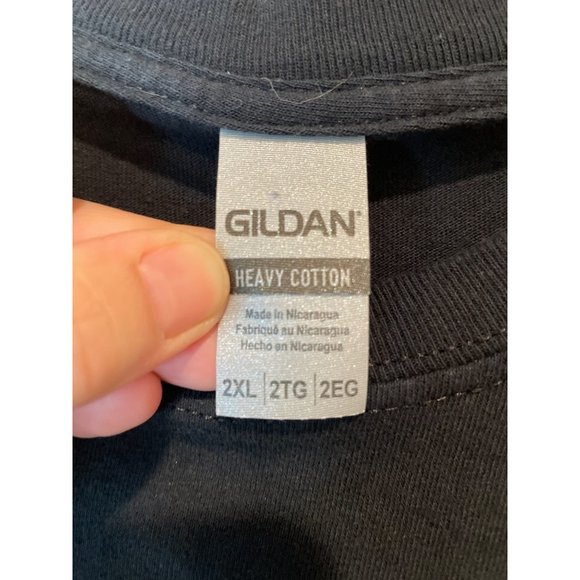 GILDAN®
HEAVY COTTON
Made in Nicaragua
Fabriqué au Nicaragua
Hecho en Nicaragua
2XL | 2TG | 2EG